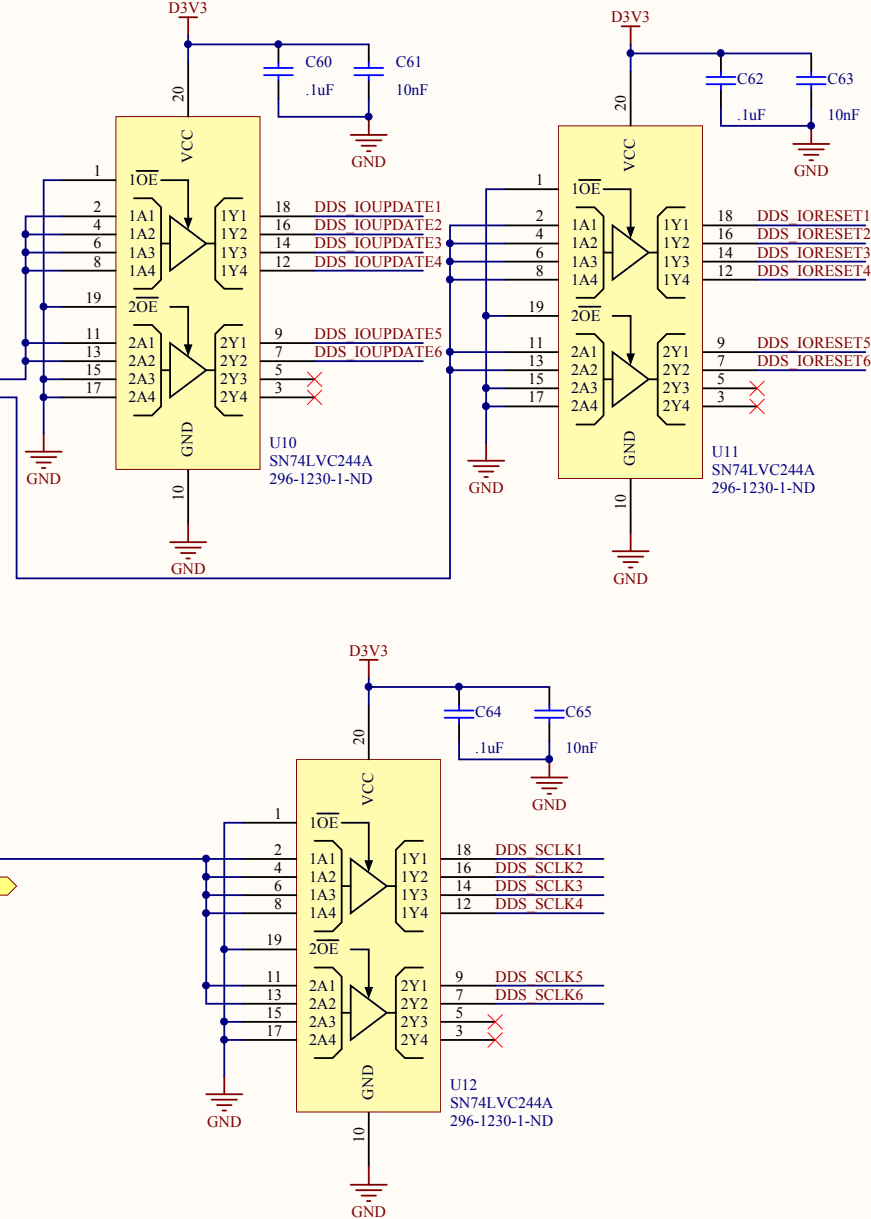 D3V3
C60
.1uF
C61
10nF
GND
20
VCC
1 1OE
2 1A1 1Y1 18 DDS_IOUPDATE1
4 1A2 1Y2 16 DDS_IOUPDATE2
6 1A3 1Y3 14 DDS_IOUPDATE3
8 1A4 1Y4 12 DDS_IOUPDATE4
19 2OE
11 2A1 2Y1 9 DDS_IOUPDATE5
13 2A2 2Y2 7 DDS_IOUPDATE6
15 2A3 2Y3 5
17 2A4 2Y4 3
GND
GND
10
GND
U10
SN74LVC244A
296-1230-1-ND
D3V3
C62
.1uF
C63
10nF
GND
20
VCC
1 1OE
2 1A1 1Y1 18 DDS_IORESET1
4 1A2 1Y2 16 DDS_IORESET2
6 1A3 1Y3 14 DDS_IORESET3
8 1A4 1Y4 12 DDS_IORESET4
19 2OE
11 2A1 2Y1 9 DDS_IORESET5
13 2A2 2Y2 7 DDS_IORESET6
15 2A3 2Y3 5
17 2A4 2Y4 3
GND
GND
10
GND
U11
SN74LVC244A
296-1230-1-ND
D3V3
C64
.1uF
C65
10nF
GND
20
VCC
1 1OE
2 1A1 1Y1 18 DDS_SCLK1
4 1A2 1Y2 16 DDS_SCLK2
6 1A3 1Y3 14 DDS_SCLK3
8 1A4 1Y4 12 DDS_SCLK4
19 2OE
11 2A1 2Y1 9 DDS_SCLK5
13 2A2 2Y2 7 DDS_SCLK6
15 2A3 2Y3 5
17 2A4 2Y4 3
GND
GND
10
GND
U12
SN74LVC244A
296-1230-1-ND